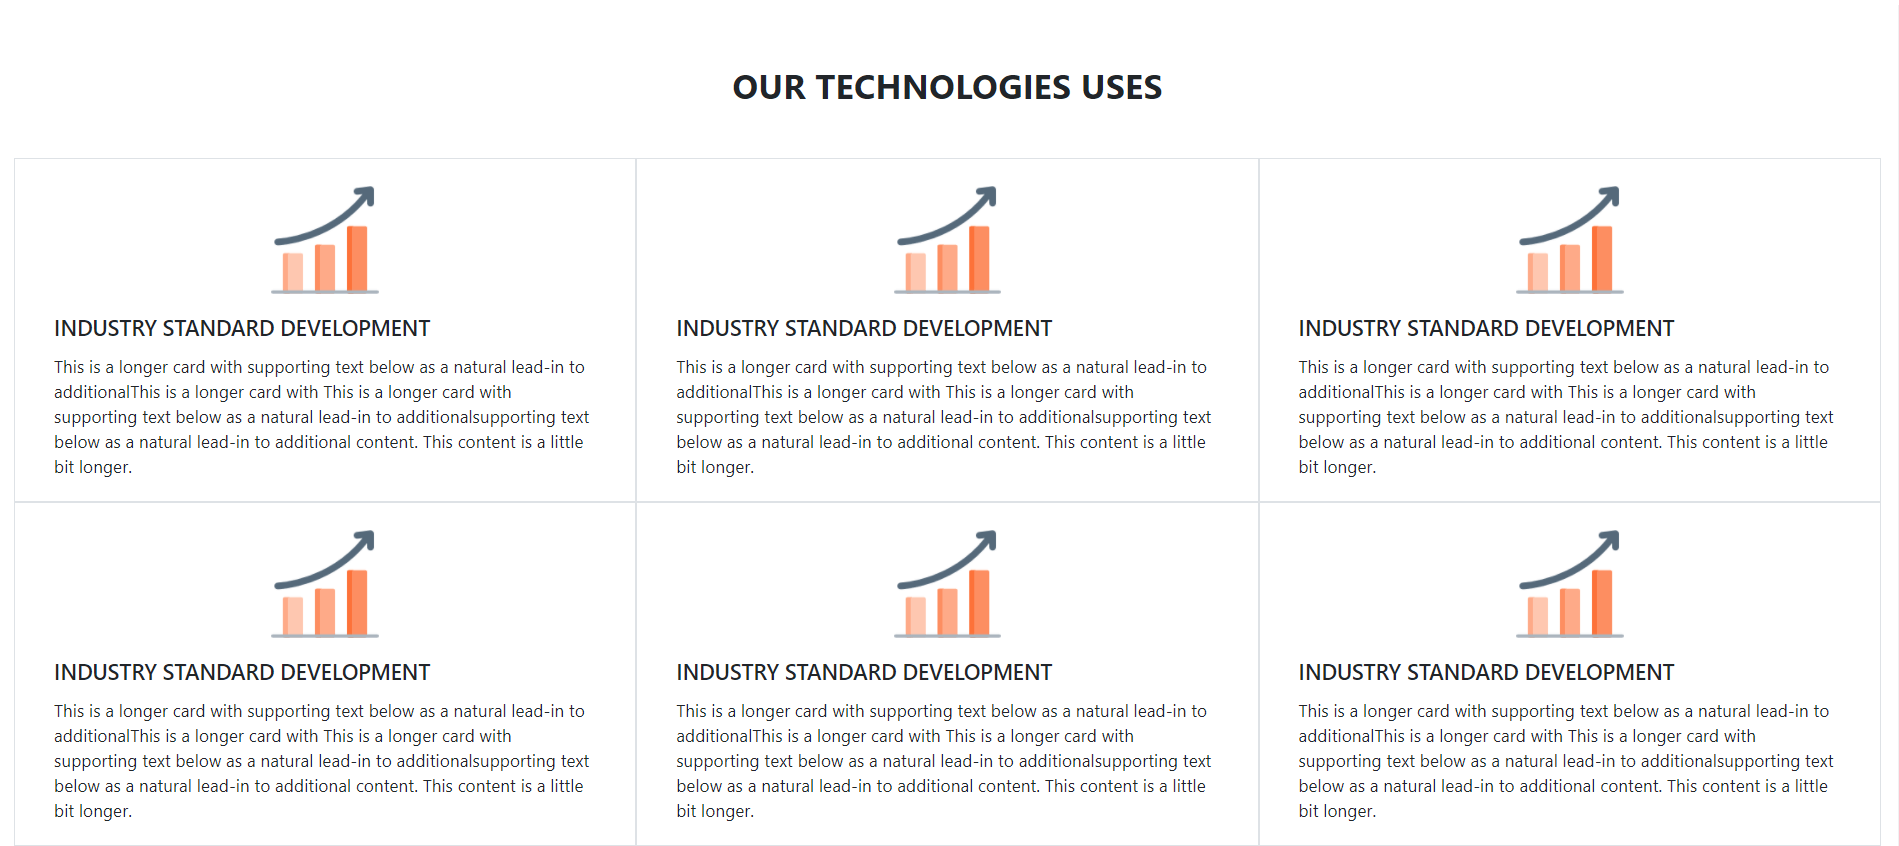 OUR TECHNOLOGIES USES
INDUSTRY STANDARD DEVELOPMENT
This is a longer card with supporting text below as a natural lead-in to
additionalThis is a longer card with This is a longer card with
supporting text below as a natural lead-in to additionalsupporting text
below as a natural lead-in to additional content. This content is a little
bit longer.
INDUSTRY STANDARD DEVELOPMENT
This is a longer card with supporting text below as a natural lead-in to
additionalThis is a longer card with This is a longer card with
supporting text below as a natural lead-in to additionalsupporting text
below as a natural lead-in to additional content. This content is a little
bit longer.
INDUSTRY STANDARD DEVELOPMENT
This is a longer card with supporting text below as a natural lead-in to
additionalThis is a longer card with This is a longer card with
supporting text below as a natural lead-in to additionalsupporting text
below as a natural lead-in to additional content. This content is a little
bit longer.
INDUSTRY STANDARD DEVELOPMENT
This is a longer card with supporting text below as a natural lead-in to
additionalThis is a longer card with This is a longer card with
supporting text below as a natural lead-in to additionalsupporting text
below as a natural lead-in to additional content. This content is a little
bit longer.
INDUSTRY STANDARD DEVELOPMENT
This is a longer card with supporting text below as a natural lead-in to
additionalThis is a longer card with This is a longer card with
supporting text below as a natural lead-in to additionalsupporting text
below as a natural lead-in to additional content. This content is a little
bit longer.
INDUSTRY STANDARD DEVELOPMENT
This is a longer card with supporting text below as a natural lead-in to
additionalThis is a longer card with This is a longer card with
supporting text below as a natural lead-in to additionalsupporting text
below as a natural lead-in to additional content. This content is a little
bit longer.